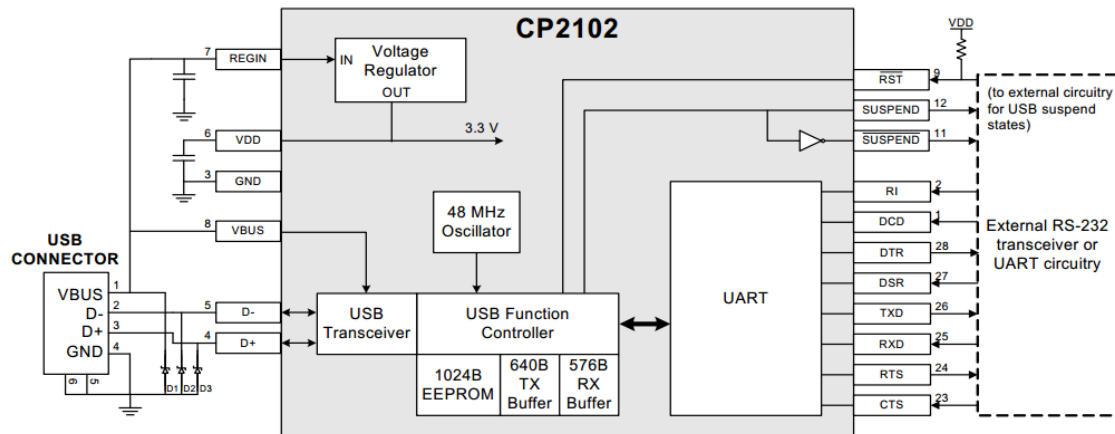 CP2102
7
REGIN
IN
Voltage
Regulator
OUT
6
VDD
3.3 V
3
GND
8
VBUS
48 MHz
Oscillator
USB
CONNECTOR
VBUS
D-
D+
GND
1
2
3
4
6
5
D1
D2
D3
5
D-
4
D+
USB
Transceiver
USB Function
Controller
1024B
EEPROM
640B
TX
Buffer
576B
RX
Buffer
UART
VDD
RST
9
SUSPEND
12
SUSPEND
11
(to external circuitry
for USB suspend
states)
RI
2
DCD
1
DTR
28
DSR
27
TXD
26
RXD
25
RTS
24
CTS
23
External RS-232
transceiver or
UART circuitry